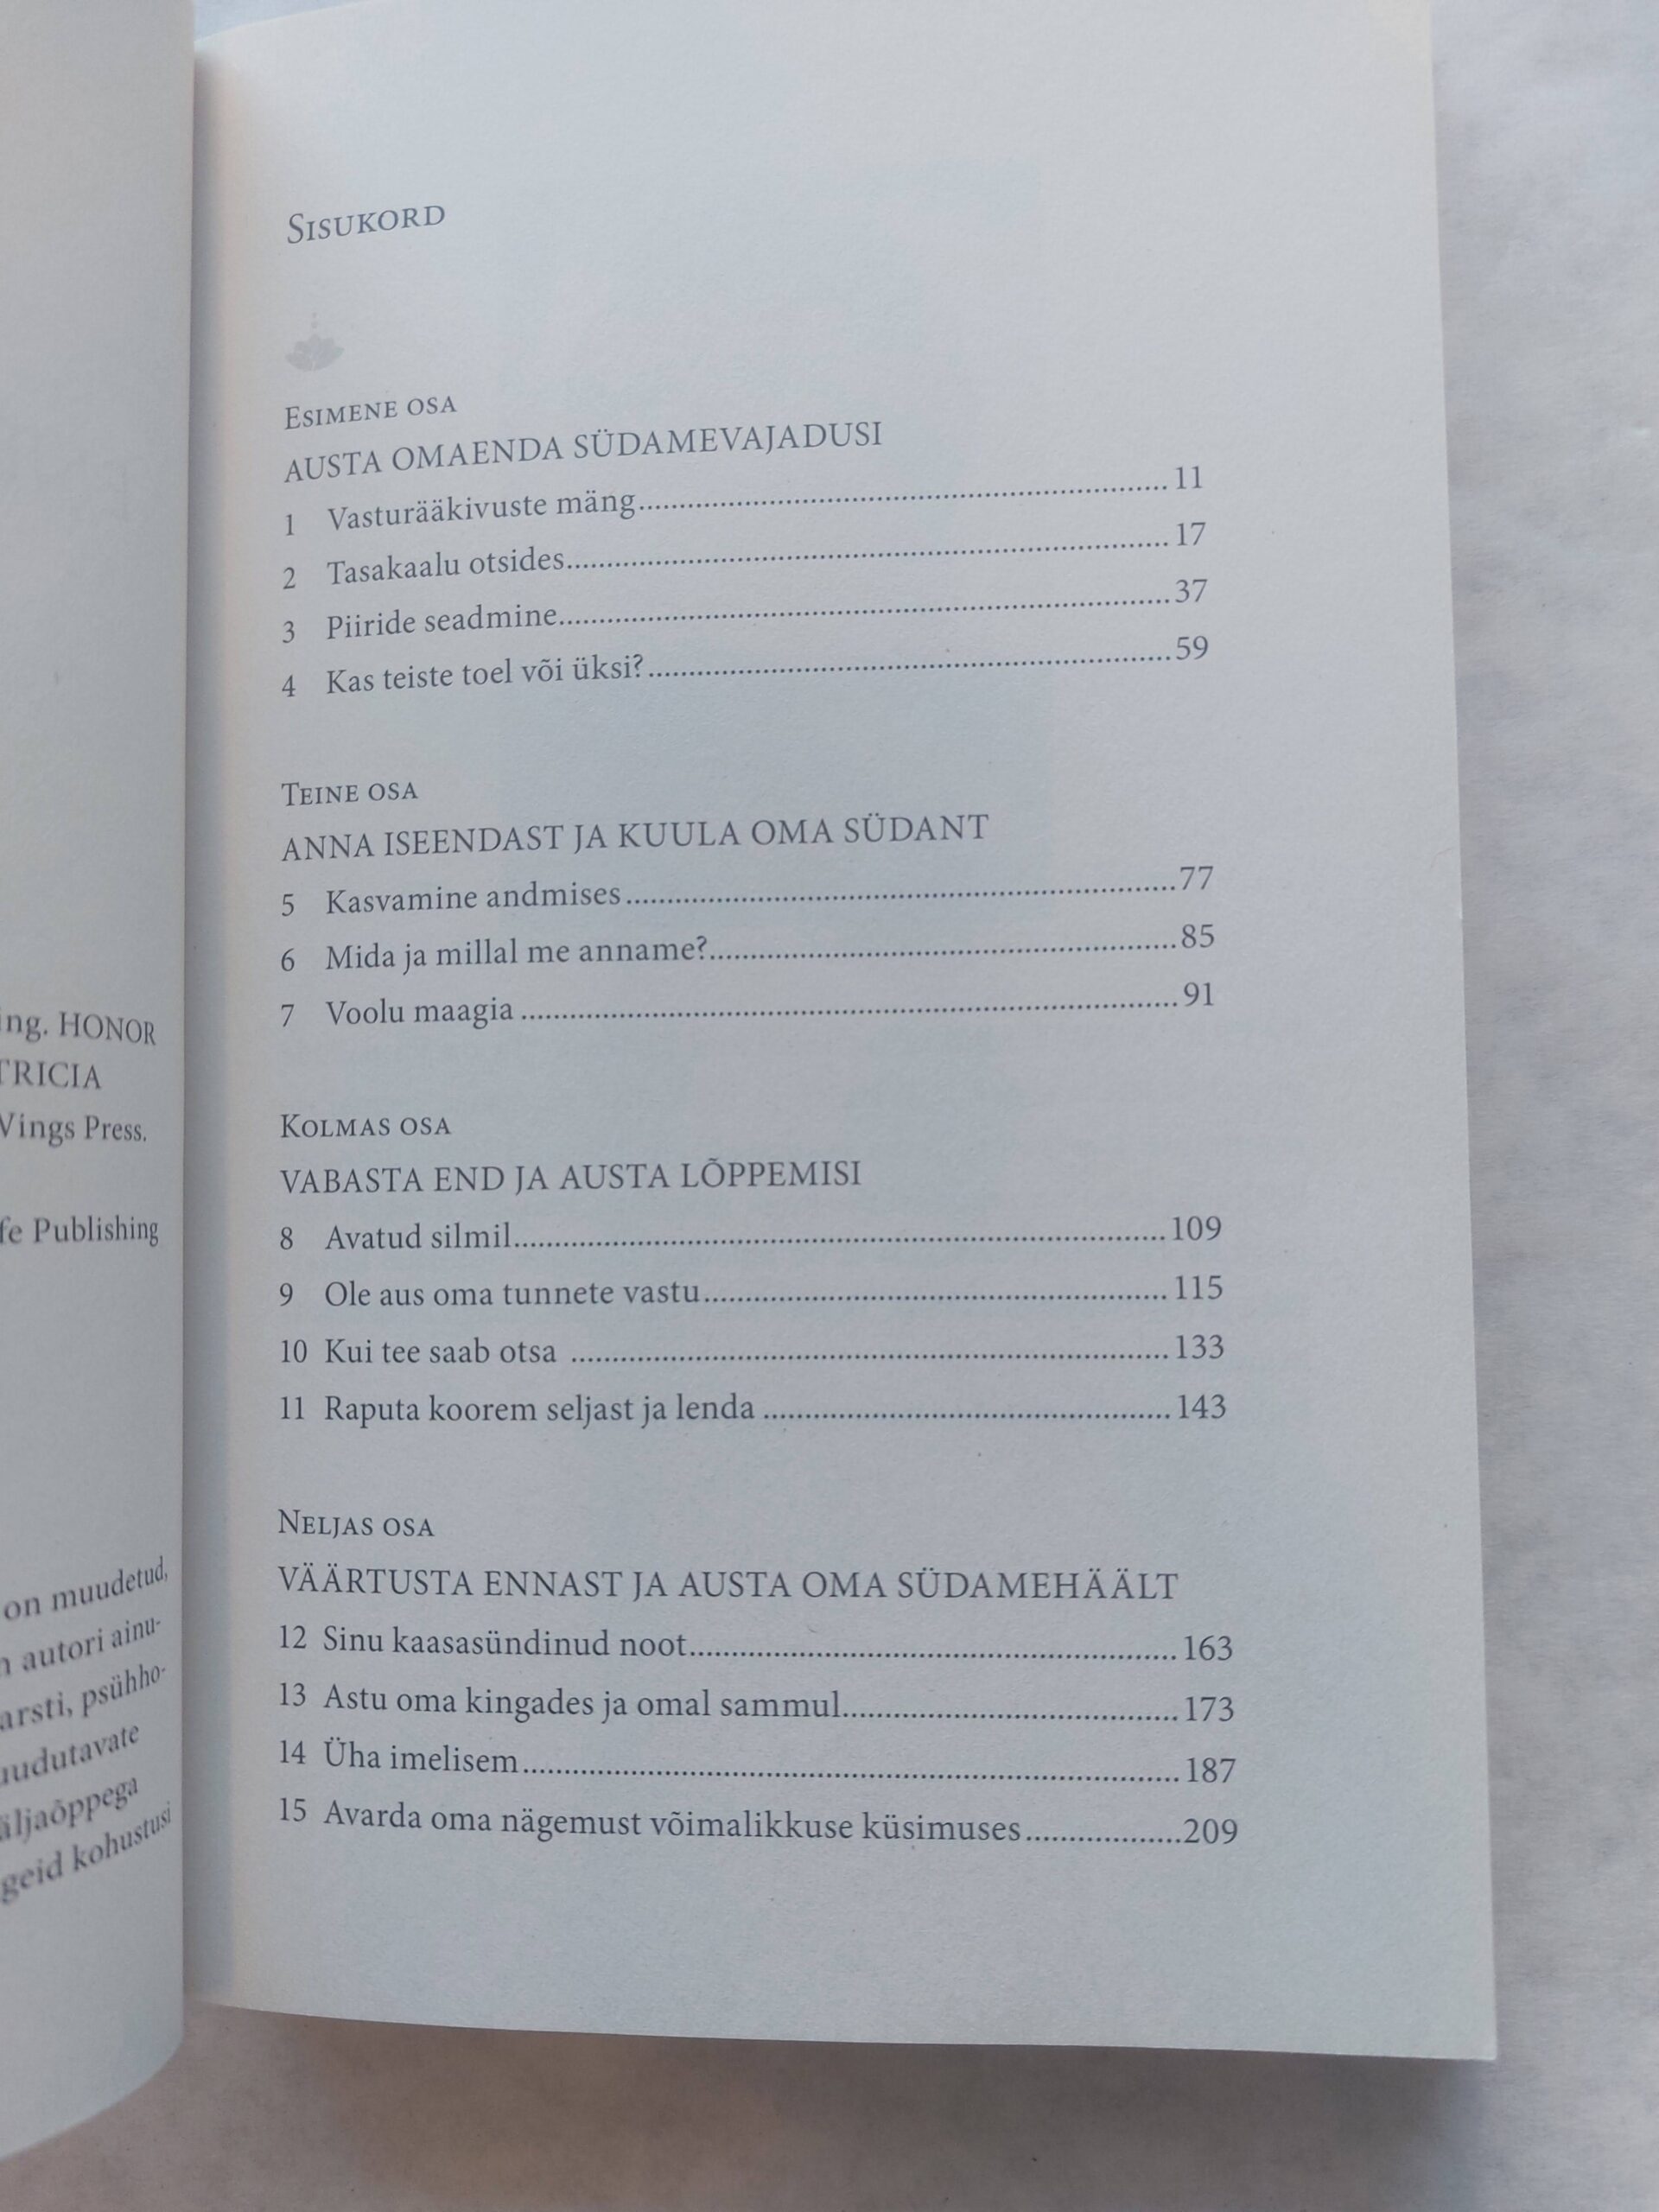 ing. HONOR
TRICIA
Wings Press.
fe Publishing
on muudetud,
autori ainu-
arsti, psühho-
uudutavate
äljaõppega
geid kohustusi
SISUKORD
ESIMENE OSA
AUSTA OMAENDA SÜDAMEVAJADUSI
1 Vasturääkivuste mäng.....11
2 Tasakaalu otsides.....17
3 Piiride seadmine.....37
4 Kas teiste toel või üksi?.....59
TEINE OSA
ANNA ISEENDAST JA KUULA OMA SÜDANT
5 Kasvamine andmises.....77
6 Mida ja millal me anname?.....85
7 Voolu maagia.....91
KOLMAS OSA
VABASTA END JA AUSTA LÕPPEMISI
8 Avatud silmil.....109
9 Ole aus oma tunnete vastu.....115
10 Kui tee saab otsa.....133
11 Raputa koorem seljast ja lenda.....143
NELJAS OSA
VÄÄRTUSTA ENNAST JA AUSTA OMA SÜDAMEHÄÄLT
12 Sinu kaasasündinud noot.....163
13 Astu oma kingades ja omal sammul.....173
14 Üha imelisem.....187
15 Avarda oma nägemust võimalikkuse küsimuses.....209